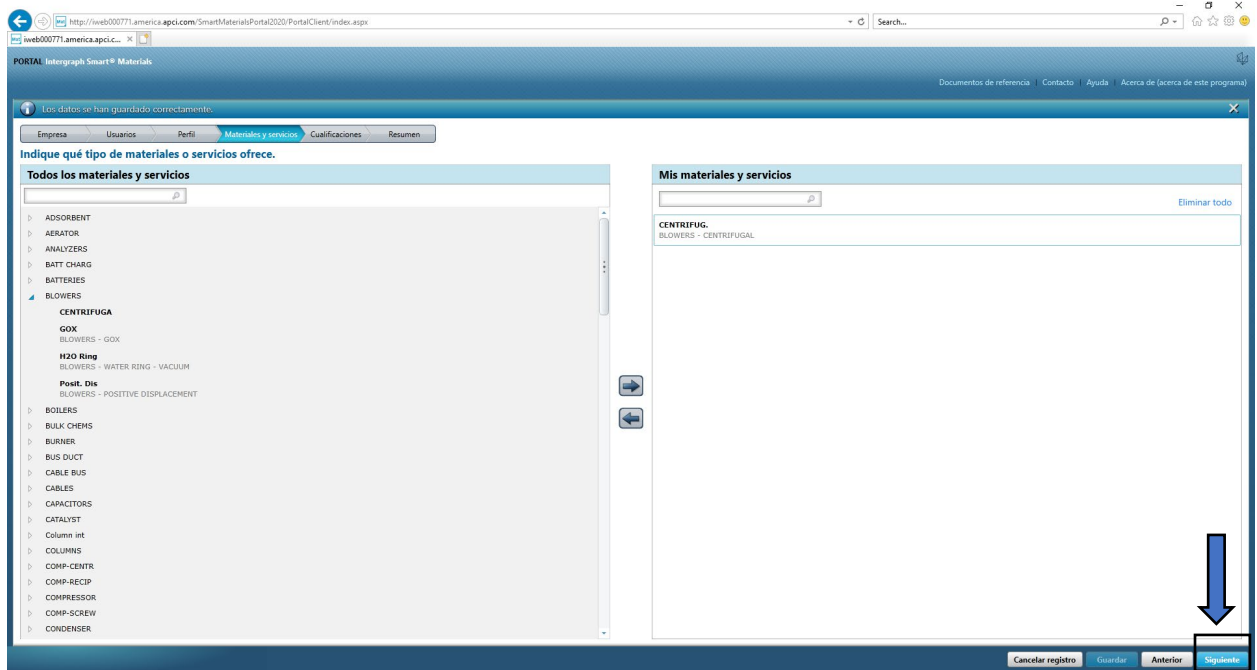 http://iweb000771.america.apci.com/SmartMaterialsPortal2020/PortalClient/index.aspx
Search...
iweb000771.america.apci.c...
PORTAL Intergraph Smart® Materials
Documentos de referencia | Contacto | Ayuda | Acerca de (acerca de este programa)
Los datos se han guardado correctamente.
Empresa Usuarios Perfil Materiales y servicios Cualificaciones Resumen
Indique qué tipo de materiales o servicios ofrece.
Todos los materiales y servicios
ADSORBENT
AERATOR
ANALYZERS
BATT CHARG
BATTERIES
BLOWERS
CENTRIFUGA
GOX
BLOWERS - GOX
H2O Ring
BLOWERS - WATER RING - VACUUM
Posit. Dis
BLOWERS - POSITIVE DISPLACEMENT
BOILERS
BULK CHEMS
BURNER
BUS DUCT
CABLE BUS
CABLES
CAPACITORS
CATALYST
Column int
COLUMNS
COMP-CENTR
COMP-RECIP
COMPRESSOR
COMP-SCREW
CONDENSER
Mis materiales y servicios
Eliminar todo
CENTRIFUG.
BLOWERS - CENTRIFUGAL
Cancelar registro Guardar Anterior Siguiente